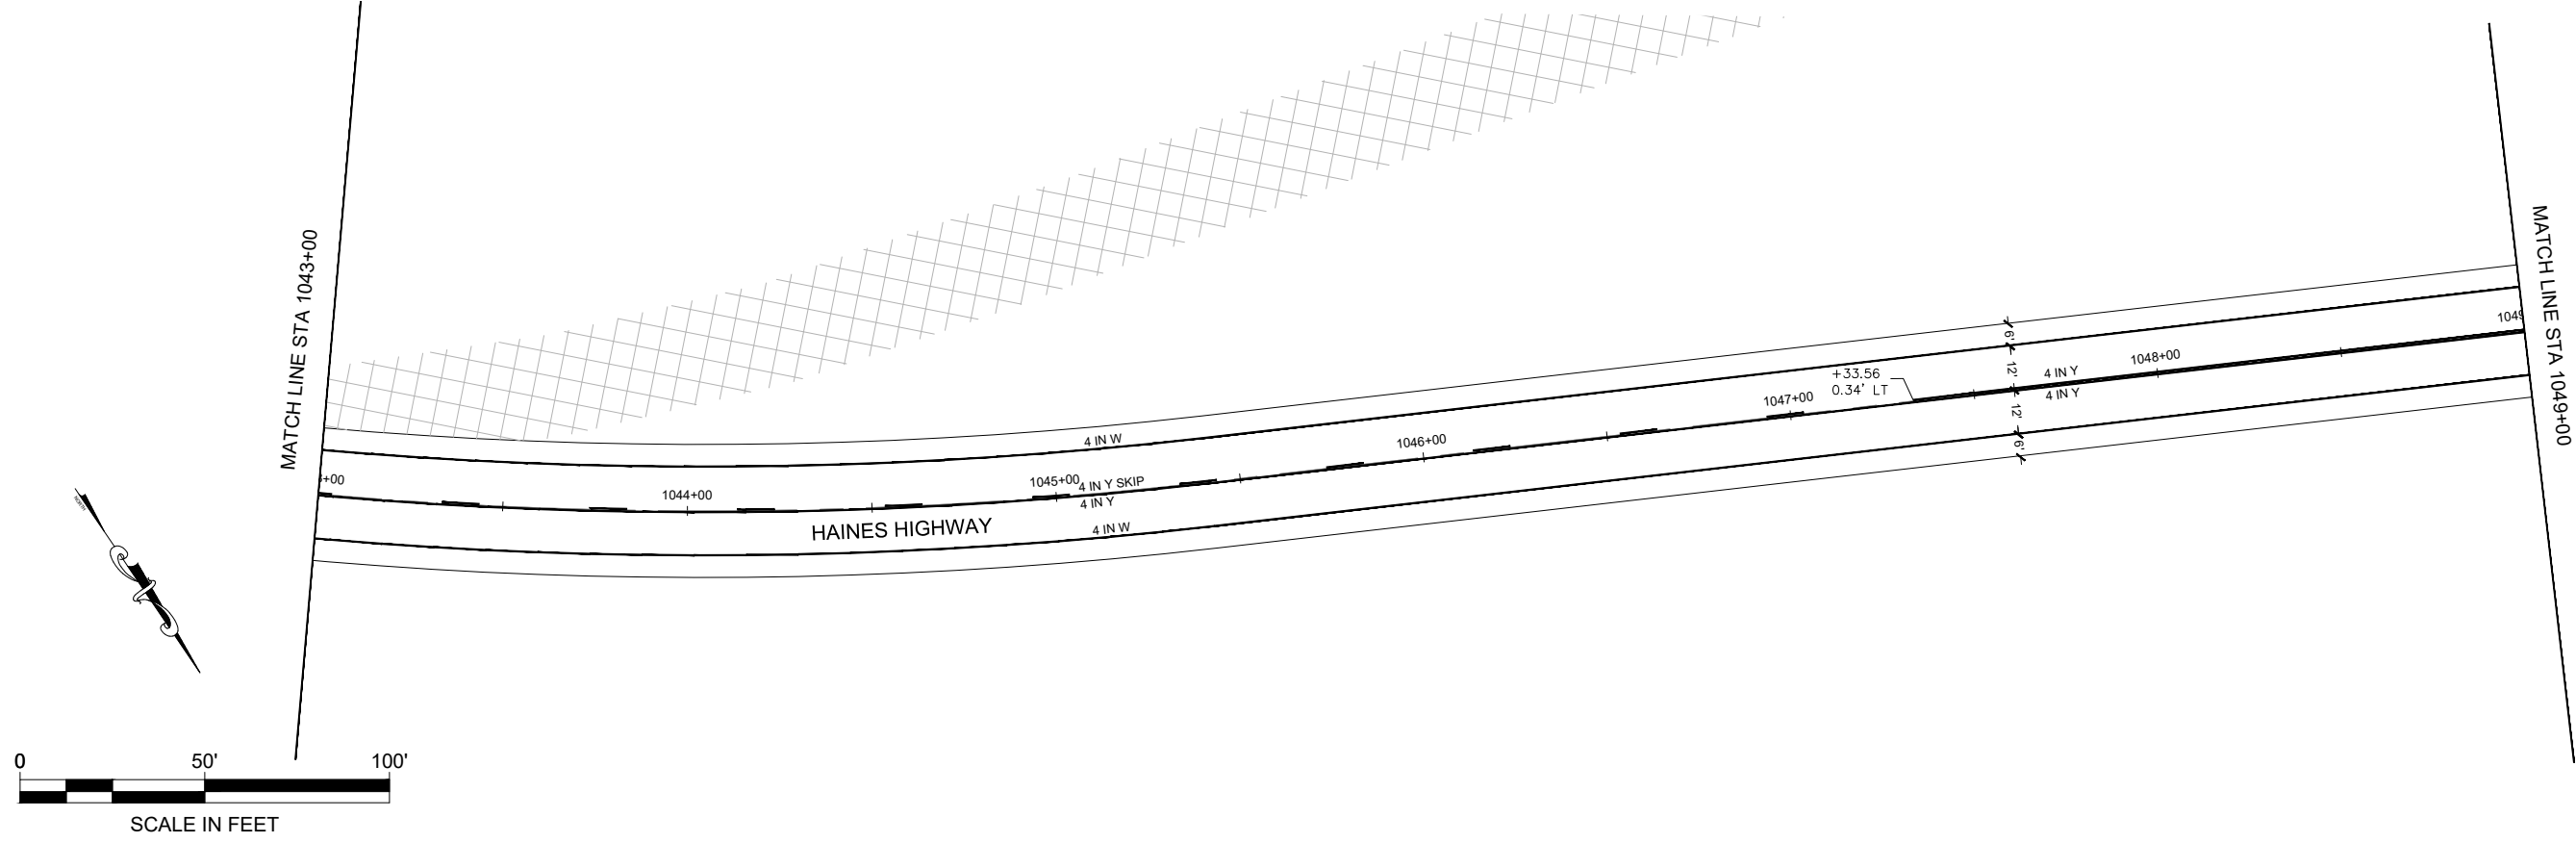 MATCH LINE STA 1043+00
MATCH LINE STA 1049+00
+00
1044+00
1045+00
1046+00
1047+00
1048+00
1049
4 IN W
4 IN Y SKIP
4 IN Y
4 IN W
HAINES HIGHWAY
+33.56
0.34' LT
6'
12'
12'
6'
4 IN Y
4 IN Y
NORTH
0 50' 100'
SCALE IN FEET